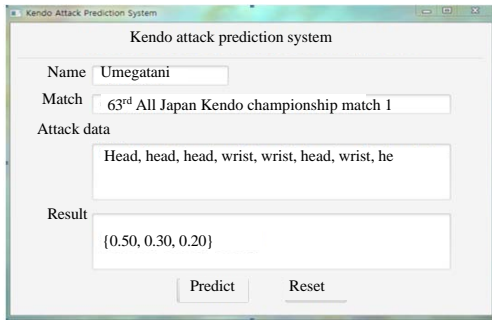 Kendo Attack Prediction System
Kendo attack prediction system
Name Umegatani
Match 63rd All Japan Kendo championship match 1
Attack data
Head, head, head, wrist, wrist, head, wrist, he
Result
{0.50, 0.30, 0.20}
Predict Reset